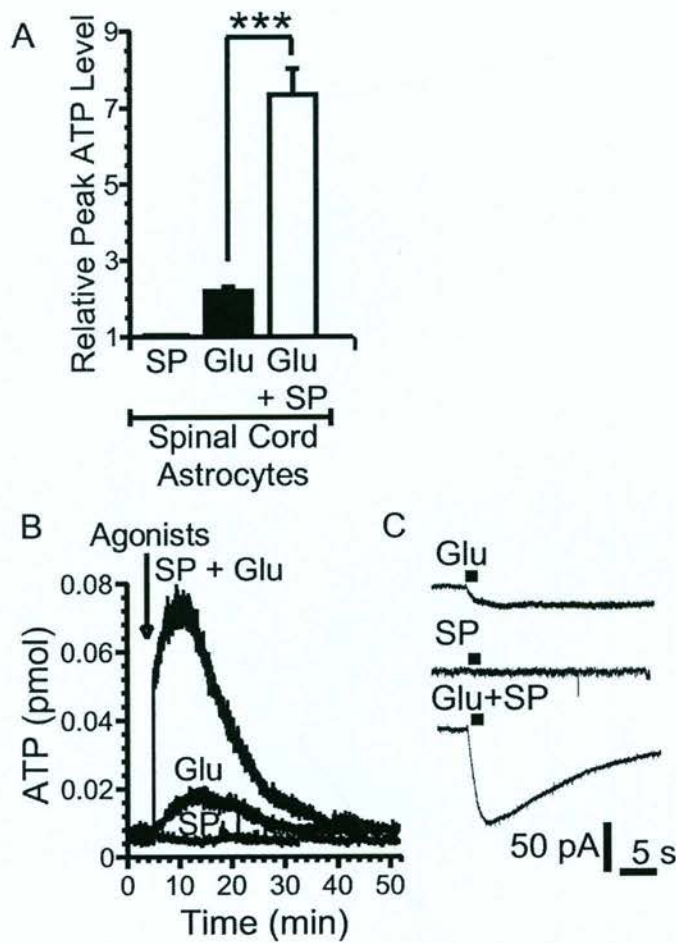 A
***
Relative Peak ATP Level
9
7
5
3
1
SP Glu Glu
+ SP
Spinal Cord
Astrocytes
B
Agonists
SP + Glu
ATP (pmol)
0.08
0.06
0.04
0.02
0
Glu
SP
0 10 20 30 40 50
Time (min)
C
Glu
SP
Glu+SP
50 pA
5 s